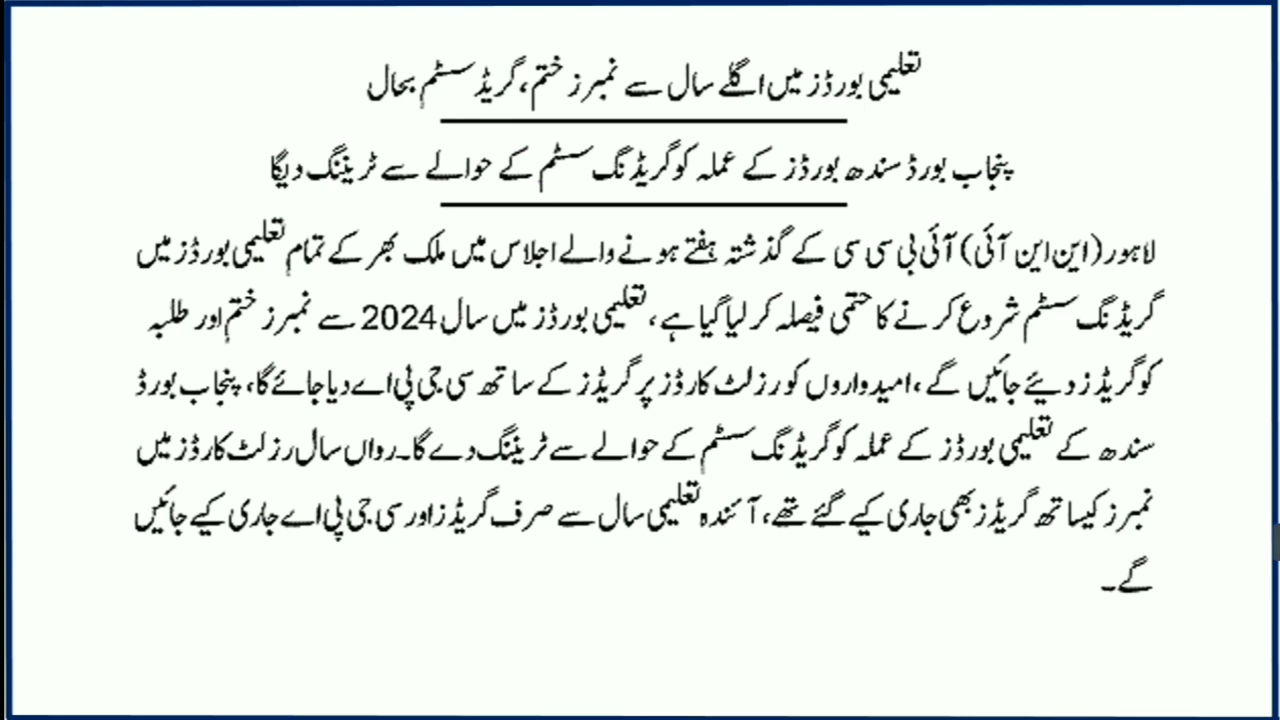 تعلیمی بورڈز میں اگلے سال سے نمبرز ختم، گریڈ سسٹم بحال
پنجاب بورڈ سندھ بورڈز کے عملہ کو گریڈنگ سسٹم کے حوالے سے ٹریننگ دیگا
لاہور (این این آئی) آئی بی سی سی کے گذشتہ ہفتے ہونے والے اجلاس میں ملک بھر کے تمام تعلیمی بورڈز میں
گریڈنگ سسٹم شروع کرنے کا حتمی فیصلہ کر لیا گیا ہے، تعلیمی بورڈز میں سال 2024 سے نمبرز ختم اور طلبہ
کو گریڈز دیئے جائیں گے، امیدواروں کو رزلٹ کارڈز پر گریڈز کے ساتھ سی جی پی اے دیا جائے گا، پنجاب بورڈ
سندھ کے تعلیمی بورڈز کے عملہ کو گریڈنگ سسٹم کے حوالے سے ٹریننگ دے گا۔ رواں سال رزلٹ کارڈز میں
نمبرز کیساتھ گریڈز بھی جاری کیے گئے تھے، آئندہ تعلیمی سال سے صرف گریڈز اور سی جی پی اے جاری کیے جائیں
گے۔